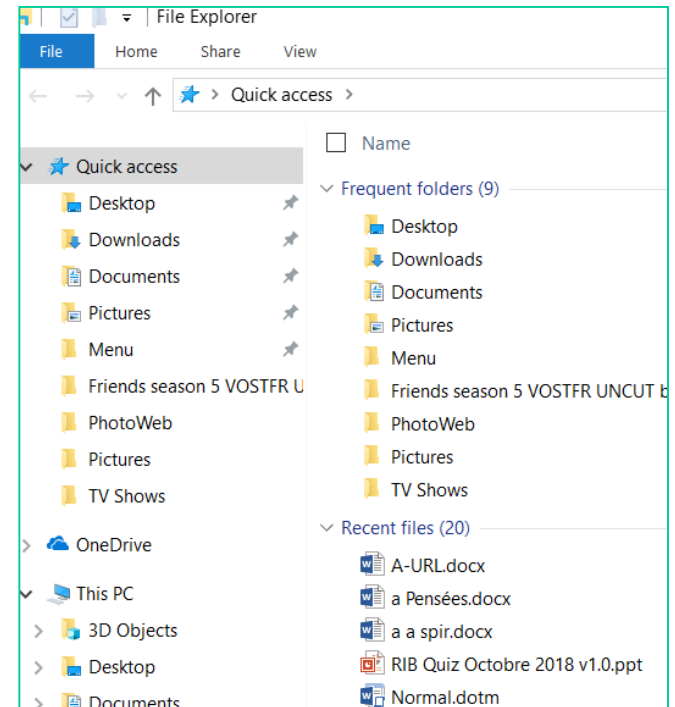 File Explorer
File Home Share View
Quick access
Name
Quick access
Desktop
Downloads
Documents
Pictures
Menu
Friends season 5 VOSTFR U
PhotoWeb
Pictures
TV Shows
OneDrive
This PC
3D Objects
Desktop
Documents
Frequent folders (9)
Desktop
Downloads
Documents
Pictures
Menu
Friends season 5 VOSTFR UNCUT
PhotoWeb
Pictures
TV Shows
Recent files (20)
A-URL.docx
a Pensées.docx
a a spir.docx
RIB Quiz Octobre 2018 v1.0.ppt
Normal.dotm